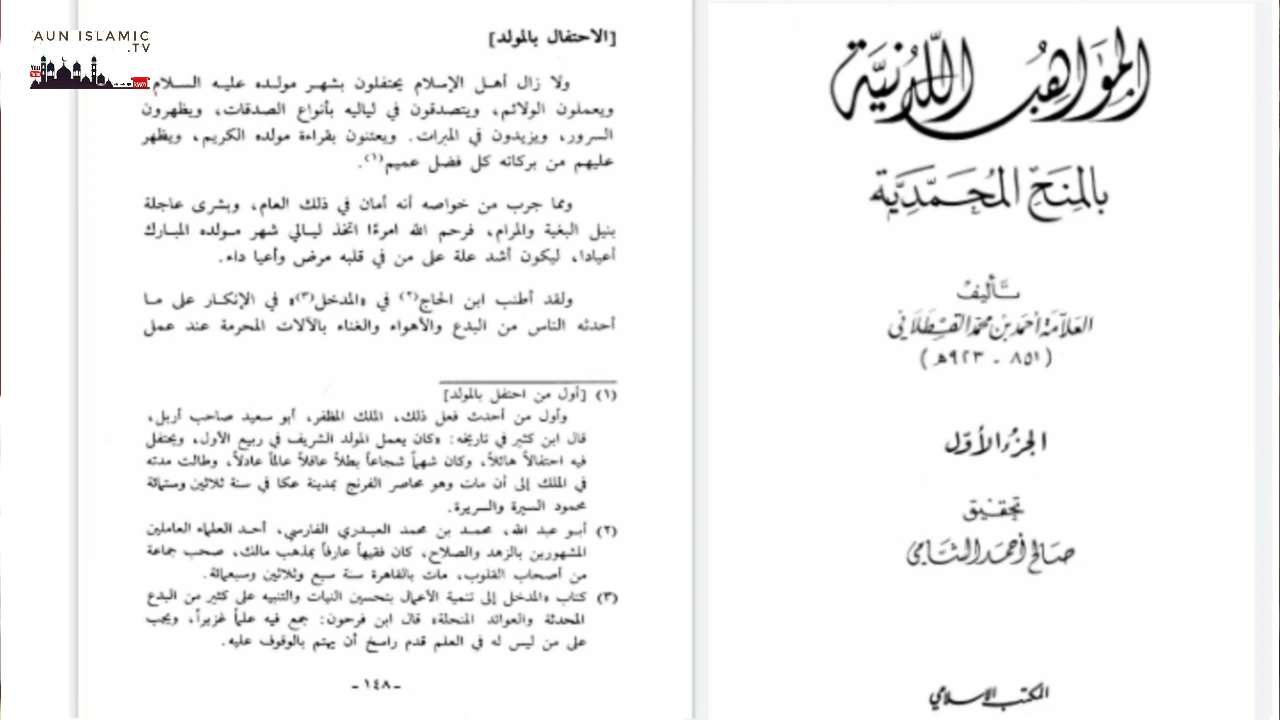 AUN ISLAMIC
.TV
[الاحتفال بالمولد]
ولا زال أهل الإسلام يحتفلون بشهر مولده عليه السلام،
ويعملون الولائم، ويتصدقون في لياليه بأنواع الصدقات، ويظهرون
السرور، ويزيدون في المبرات. ويعتنون بقراءة مولده الكريم، ويظهر
عليهم من بركاته كل فضل عميم(١).
ومما جرب من خواصه أنه أمان في ذلك العام، وبشرى عاجلة
بنيل البغية والمرام، فرحم الله امرءًا اتخذ ليالي شهر مولده المبارك
أعيادا، ليكون أشد علة على من في قلبه مرض وأعيا داء.
ولقد أطنب ابن الحاج(٢) في «المدخل(٣)» في الإنكار على ما
أحدثه الناس من البدع والأهواء والغناء بالآلات المحرمة عند عمل
(١) [أول من احتفل بالمولد]
وأول من أحدث فعل ذلك، الملك المظفر، أبو سعيد صاحب أربل،
قال ابن كثير في تاريخه: «كان يعمل المولد الشريف في ربيع الأول، ويحتفل
فيه احتفالاً هائلاً، وكان شهماً شجاعاً بطلاً عاقلاً عالماً عادلاً، وطالت مدته
في الملك إلى أن مات وهو محاصر الفرنج بمدينة عكا في سنة ثلاثين وستمائة
محمود السيرة والسريرة.
(٢) أبو عبد الله، محمد بن محمد العبدري الفارسي، أحد العلماء العاملين
المشهورين بالزهد والصلاح، كان فقيهاً عارفاً بمذهب مالك، صحب جماعة
من أصحاب القلوب، مات بالقاهرة سنة سبع وثلاثين وسبعمائة.
(٣) كتاب «المدخل إلى تنمية الأعمال بتحسين النيات والتنبيه على كثير من البدع
المحدثة والعوائد المنحلة» قال ابن فرحون: جمع فيه علماً غزيراً، ويجب
على من ليس له في العلم قدم راسخ أن يهتم بالوقوف عليه.
- ١٤٨ -
المَوَاهِبُ اللَّدُنِيَّة
بالمِنَحِ المُحَمَّدِيَّة
تأليف
العلاّمة أحمد بن محمد القسطلاني
(٨٥١ - ٩٢٣هـ)
الجزء الأول
تحقيق
صالح أحمد الشامي
المكتب الاسلامي